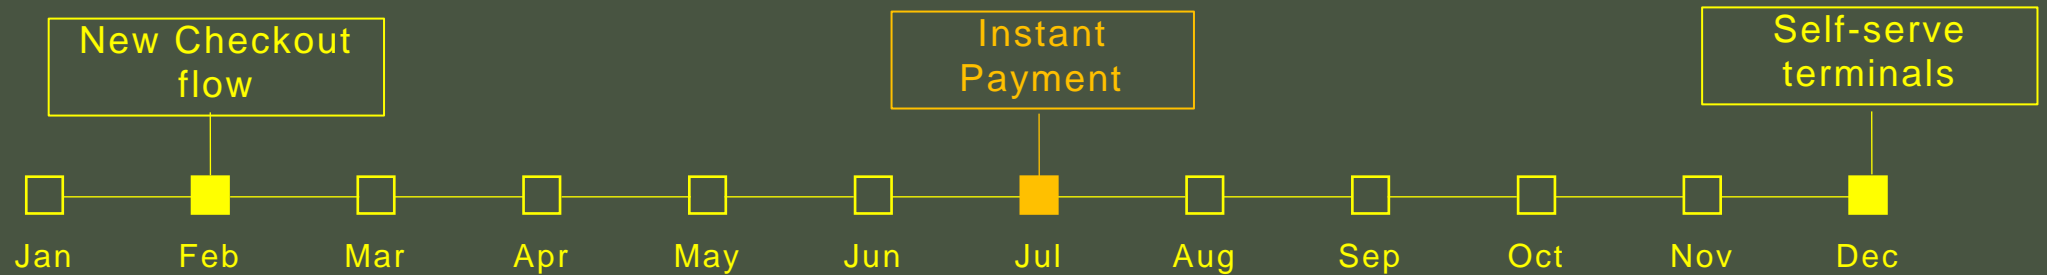 New Checkout
flow
Instant
Payment
Self-serve
terminals
Jan Feb Mar Apr May Jun Jul Aug Sep Oct Nov Dec